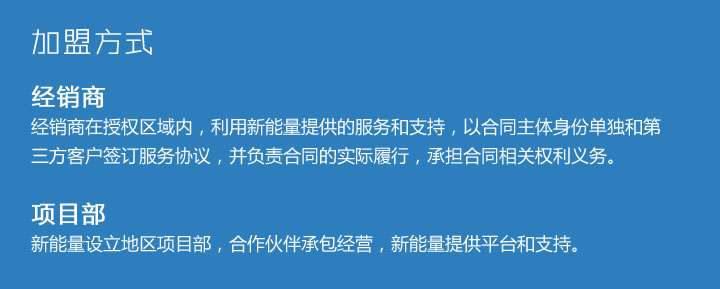 加盟方式
经销商
经销商在授权区域内，利用新能量提供的服务和支持，以合同主体身份单独和第
三方客户签订服务协议，并负责合同的实际履行，承担合同相关权利义务。
项目部
新能量设立地区项目部，合作伙伴承包经营，新能量提供平台和支持。